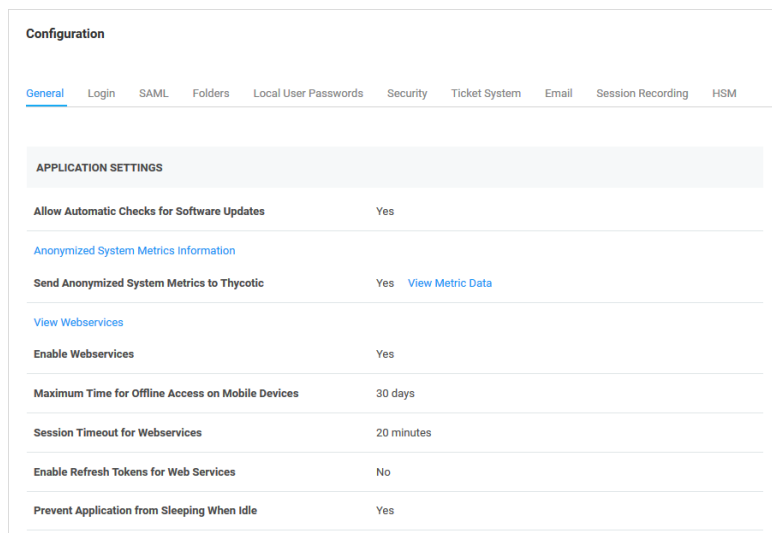 Configuration
General Login SAML Folders Local User Passwords Security Ticket System Email Session Recording HSM
APPLICATION SETTINGS
Allow Automatic Checks for Software Updates Yes
Anonymized System Metrics Information
Send Anonymized System Metrics to Thycotic Yes View Metric Data
View Webservices
Enable Webservices Yes
Maximum Time for Offline Access on Mobile Devices 30 days
Session Timeout for Webservices 20 minutes
Enable Refresh Tokens for Web Services No
Prevent Application from Sleeping When Idle Yes